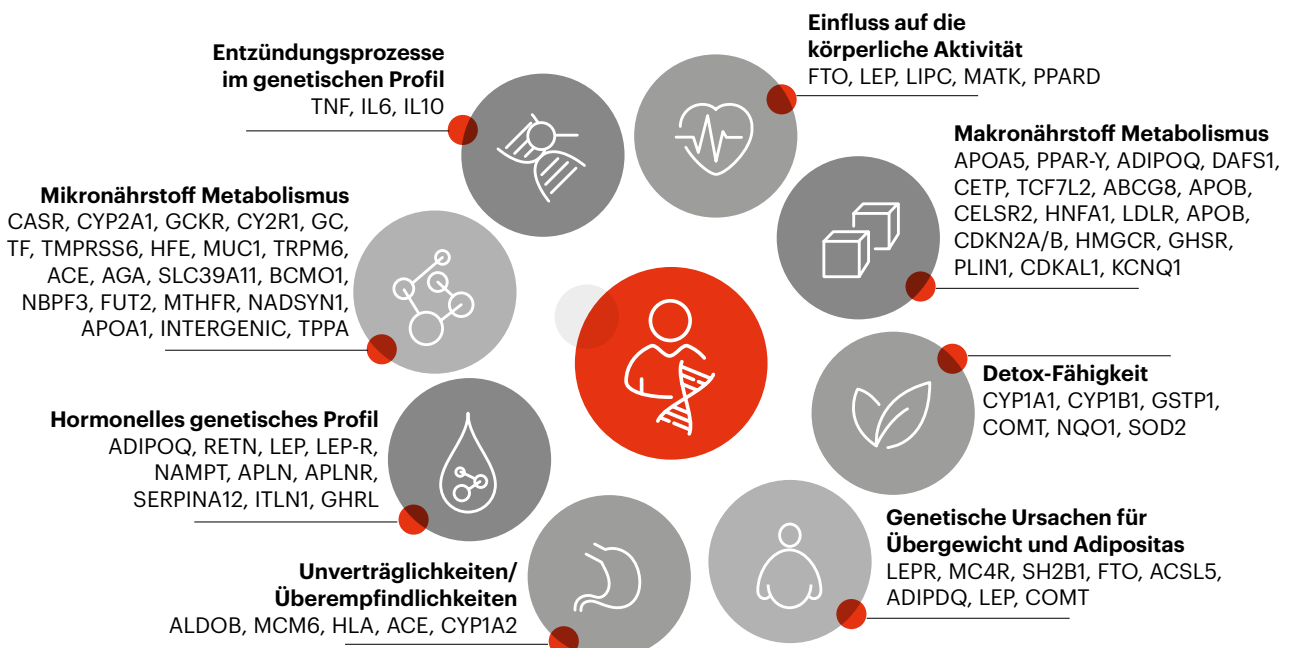 Entzündungsprozesse
im genetischen Profil
TNF, IL6, IL10
Einfluss auf die
körperliche Aktivität
FTO, LEP, LIPC, MATK, PPARD
Makronährstoff Metabolismus
APOA5, PPAR-Y, ADIPOQ, DAFS1,
CETP, TCF7L2, ABCG8, APOB,
CELSR2, HNFA1, LDLR, APOB,
CDKN2A/B, HMGCR, GHSR,
PLIN1, CDKAL1, KCNQ1
Mikronährstoff Metabolismus
CASR, CYP2A1, GCKR, CY2R1, GC,
TF, TMPRSS6, HFE, MUC1, TRPM6,
ACE, AGA, SLC39A11, BCMO1,
NBPF3, FUT2, MTHFR, NADSYN1,
APOA1, INTERGENIC, TPPA
Detox-Fähigkeit
CYP1A1, CYP1B1, GSTP1,
COMT, NQO1, SOD2
Hormonelles genetisches Profil
ADIPOQ, RETN, LEP, LEP-R,
NAMPT, APLN, APLNR,
SERPINA12, ITLN1, GHRL
Genetische Ursachen für
Übergewicht und Adipositas
LEPR, MC4R, SH2B1, FTO, ACSL5,
ADIPDQ, LEP, COMT
Unverträglichkeiten/
Überempfindlichkeiten
ALDOB, MCM6, HLA, ACE, CYP1A2